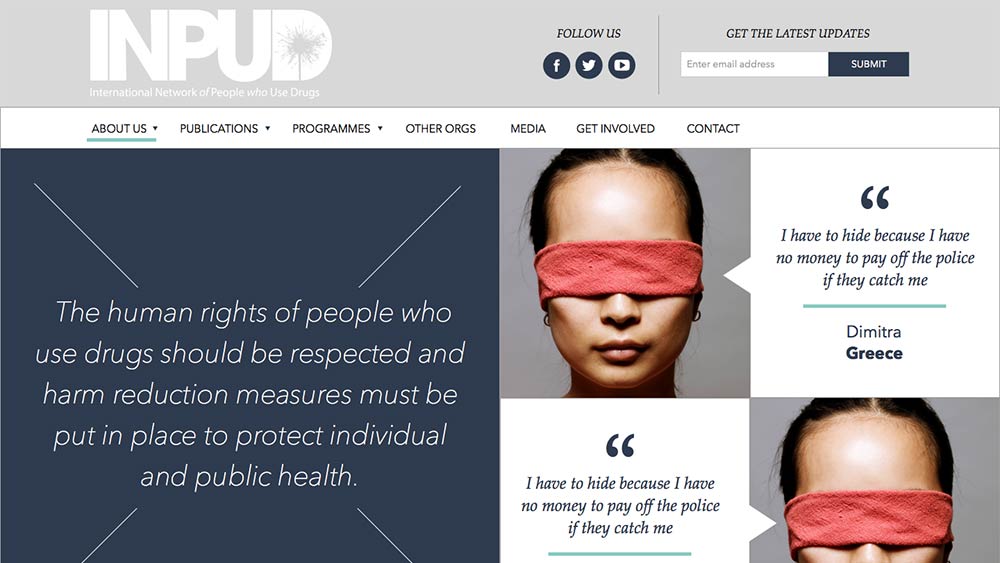 INPUD
International Network of People who Use Drugs
FOLLOW US
GET THE LATEST UPDATES
Enter email address
SUBMIT
ABOUT US
PUBLICATIONS
PROGRAMMES
OTHER ORGS
MEDIA
GET INVOLVED
CONTACT
The human rights of people who
use drugs should be respected and
harm reduction measures must be
put in place to protect individual
and public health.
“
I have to hide because I have
no money to pay off the police
if they catch me
Dimitra
Greece
“
I have to hide because I have
no money to pay off the police
if they catch me